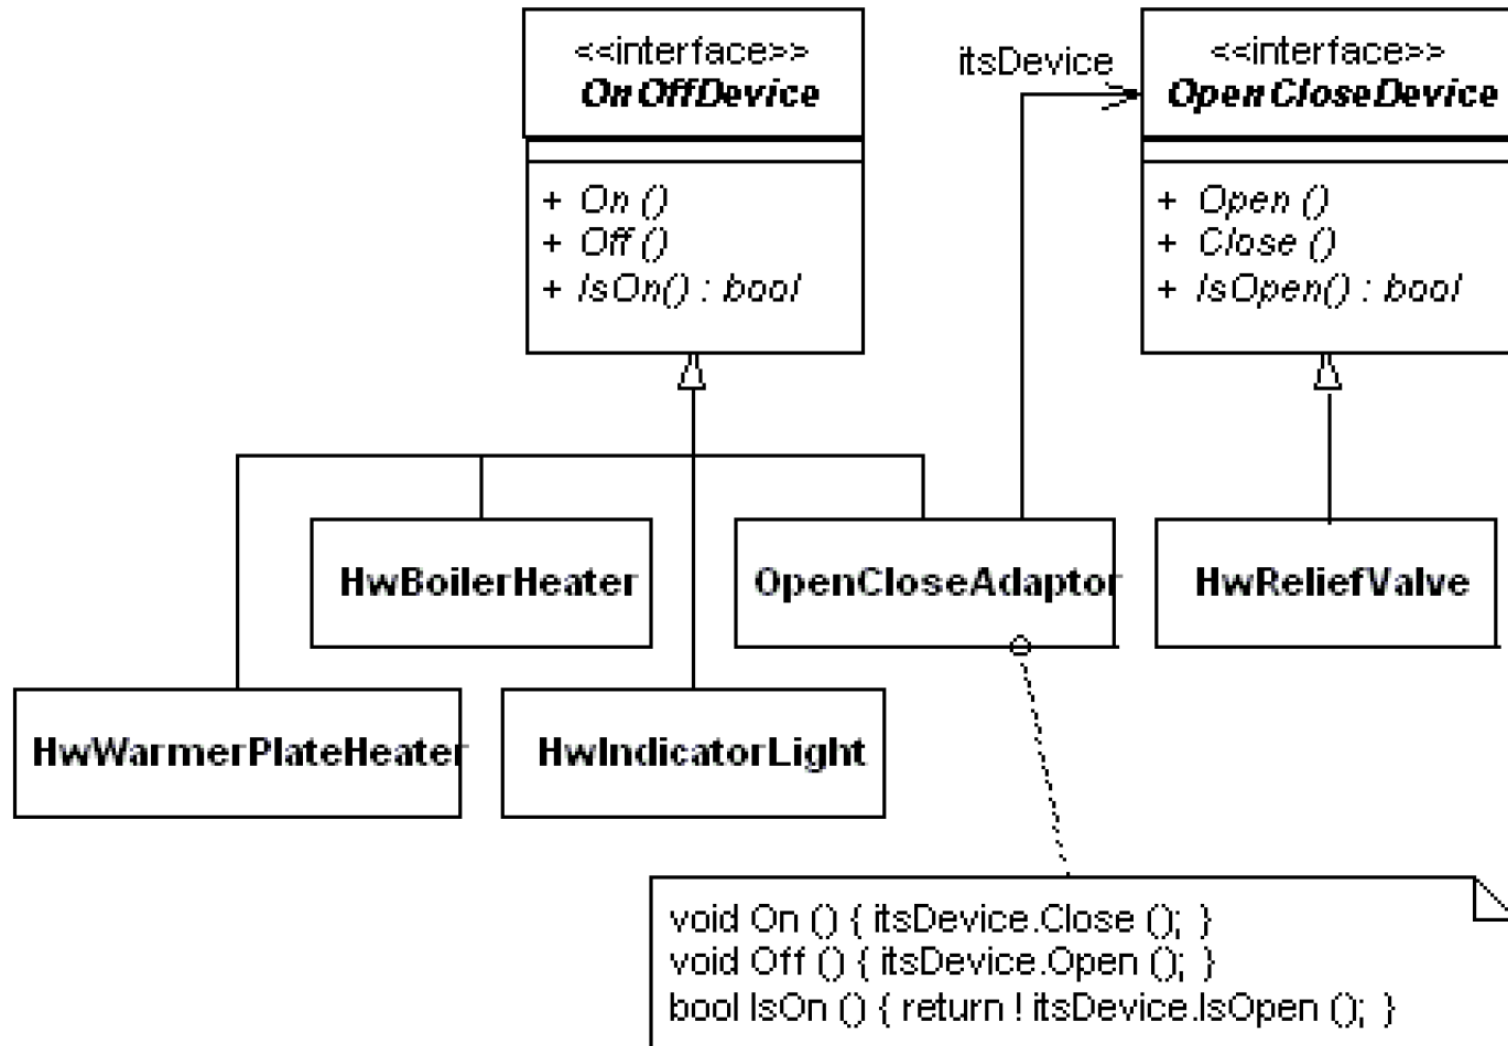 <<interface>>
OnOffDevice
+ On ()
+ Off ()
+ IsOn() : bool
itsDevice
<<interface>>
OpenCloseDevice
+ Open ()
+ Close ()
+ IsOpen() : bool
HwBoilerHeater
OpenCloseAdaptor
HwReliefValve
HwWarmerPlateHeater
HwIndicatorLight
void On () { itsDevice.Close (); }
void Off () { itsDevice.Open (); }
bool IsOn () { return ! itsDevice.IsOpen (); }